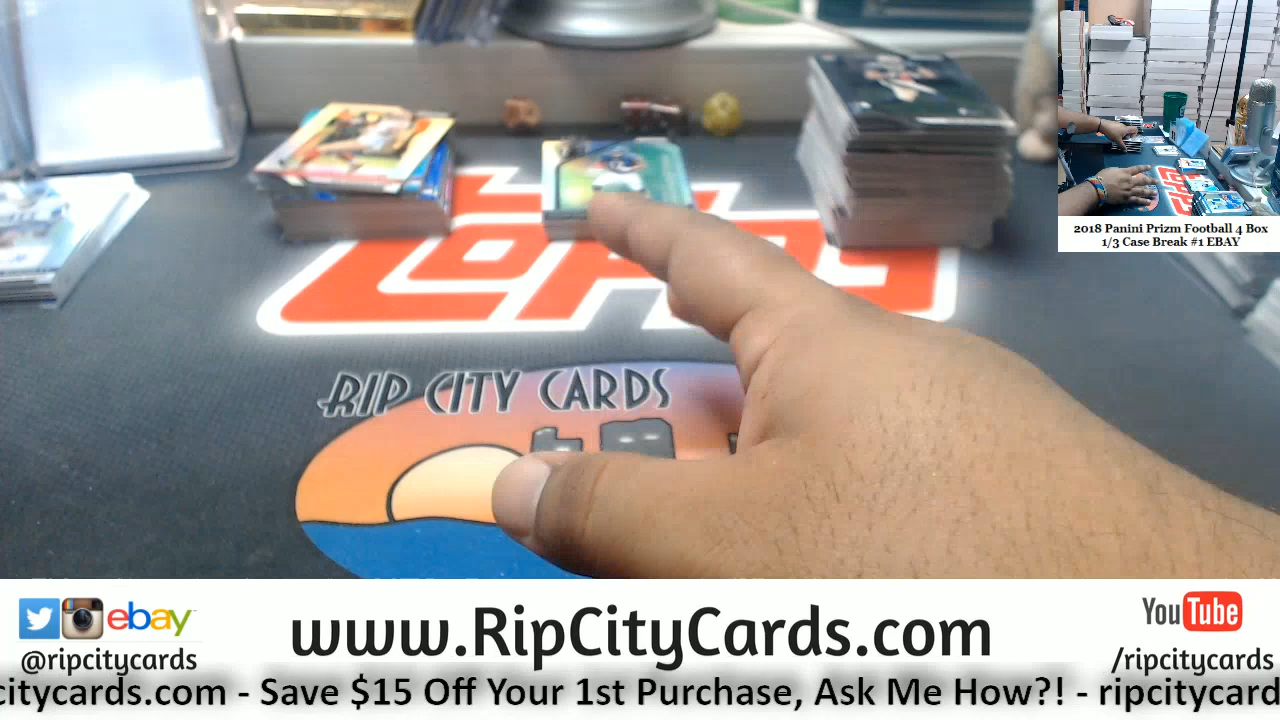 topps
RIP CITY CARDS
2018 Panini Prizm Football 4 Box
1/3 Case Break #1 EBAY
ebay
@ripcitycards
www.RipCityCards.com
YouTube
/ripcitycards
citycards.com - Save $15 Off Your 1st Purchase, Ask Me How?! - ripcitycard